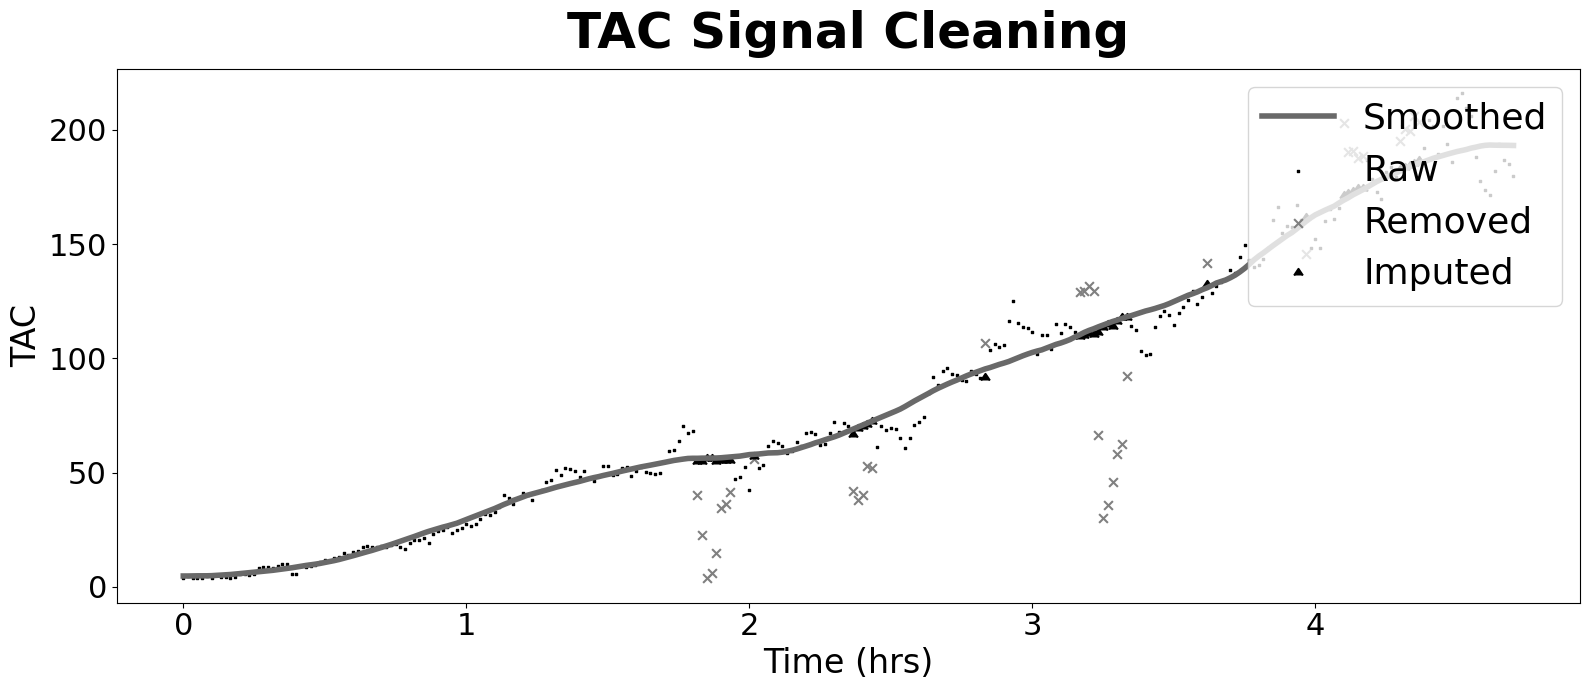 TAC Signal Cleaning
TAC
200
150
100
50
0
Smoothed
Raw
Removed
Imputed
0 1 2 3 4
Time (hrs)